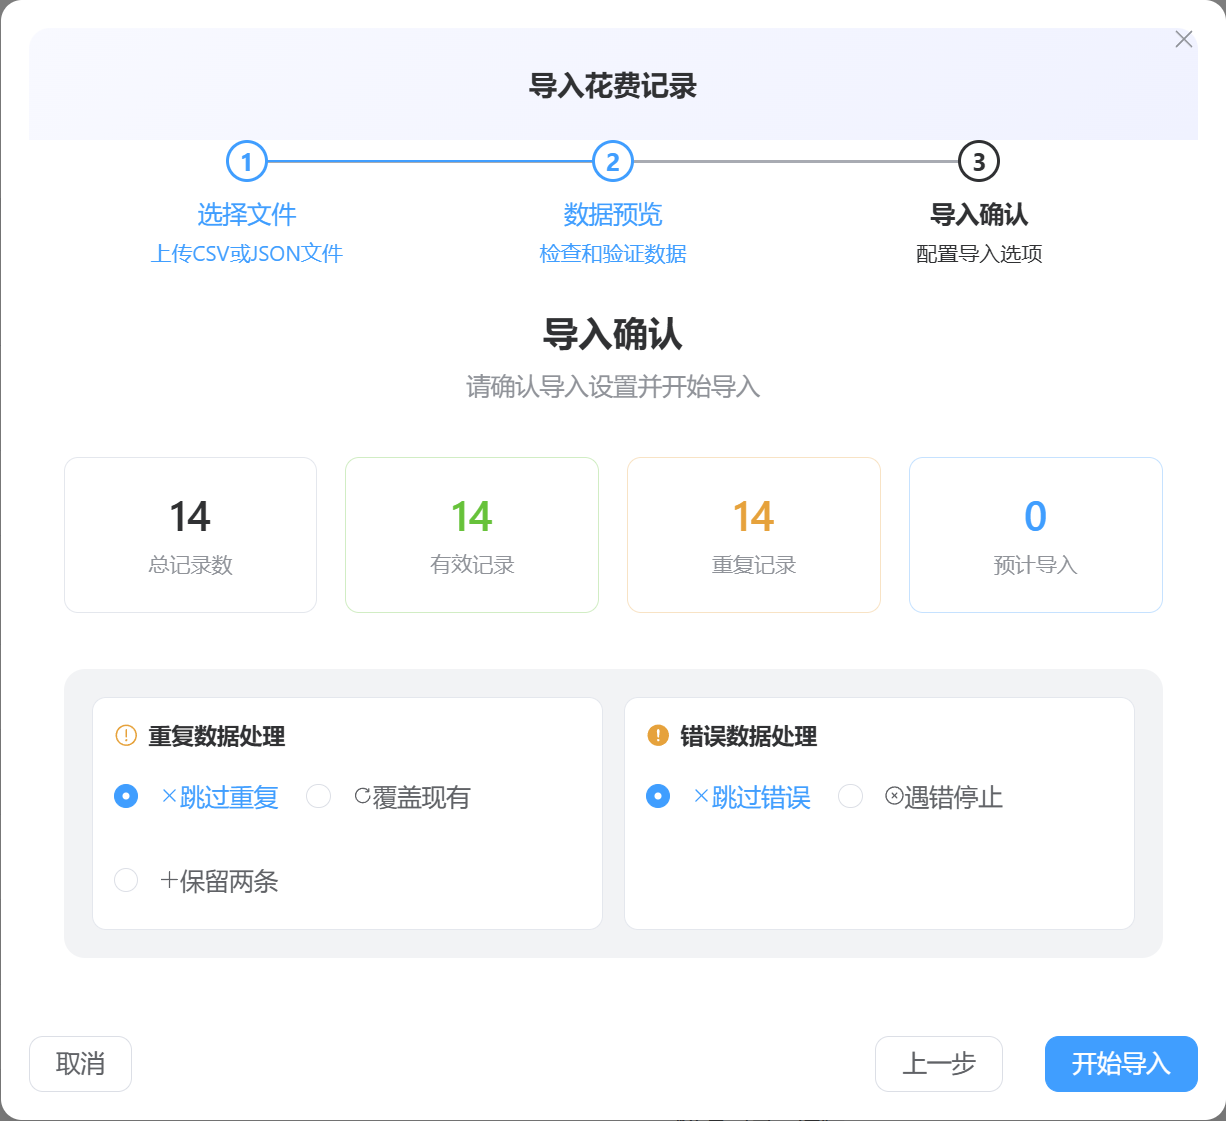 导入花费记录
1
2
3
选择文件
数据预览
导入确认
上传CSV或JSON文件
检查和验证数据
配置导入选项
导入确认
请确认导入设置并开始导入
14
14
14
0
总记录数
有效记录
重复记录
预计导入
重复数据处理
错误数据处理
跳过重复
覆盖现有
跳过错误
遇错停止
保留两条
取消
上一步
开始导入